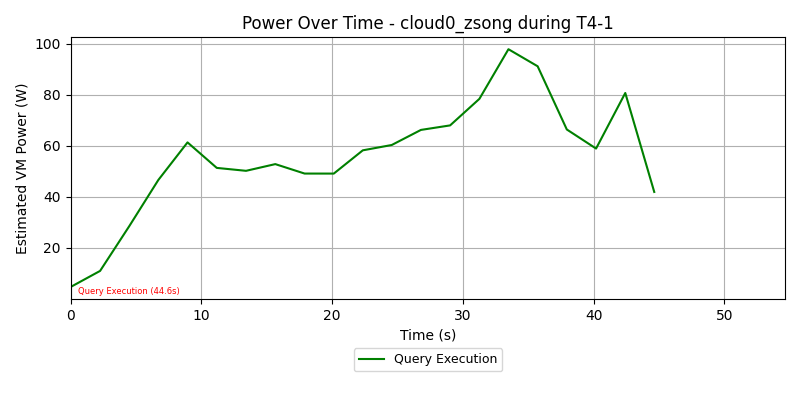 Power Over Time - cloud0_zsong during T4-1
Estimated VM Power (W)
100
80
60
40
20
Query Execution (44.6s)
0 10 20 30 40 50
Time (s)
Query Execution